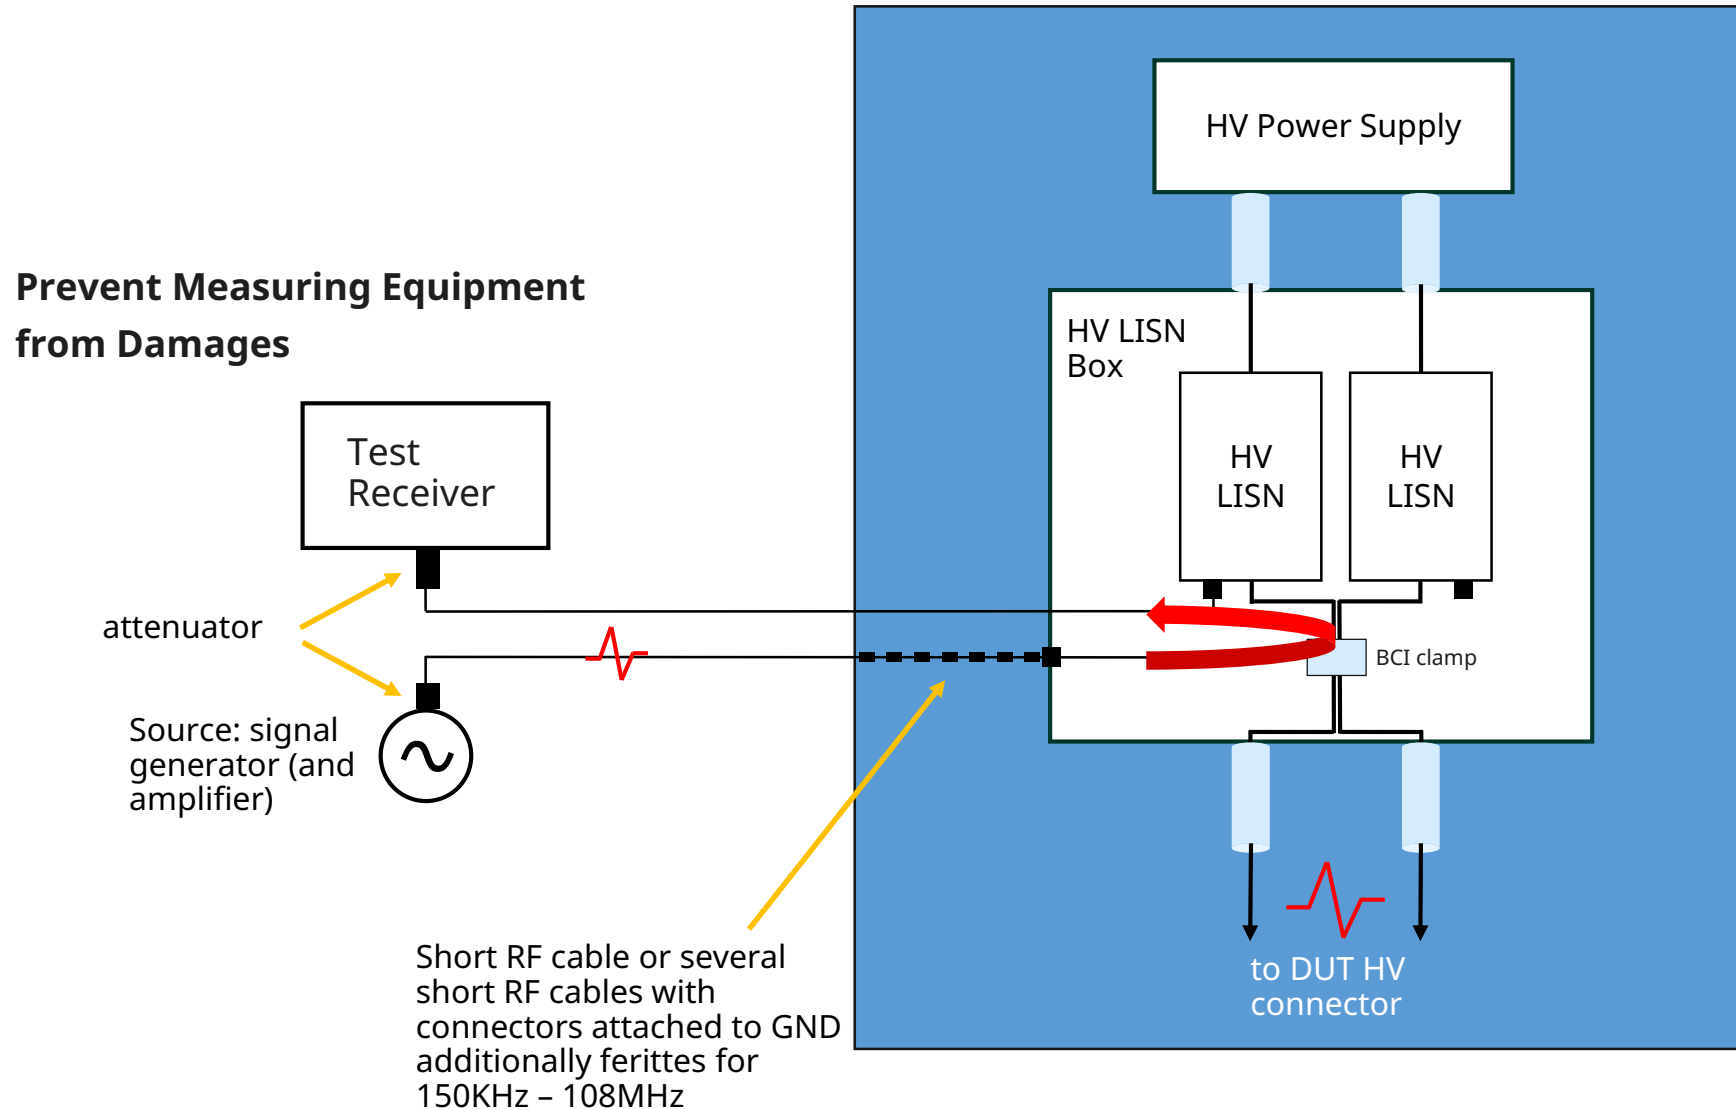 Prevent Measuring Equipment
from Damages
HV Power Supply
HV LISN
Box
Test
Receiver
HV
LISN
HV
LISN
attenuator
BCI clamp
Source: signal
generator (and
amplifier)
Short RF cable or several
short RF cables with
connectors attached to GND
additionally ferittes for
150KHz – 108MHz
to DUT HV
connector